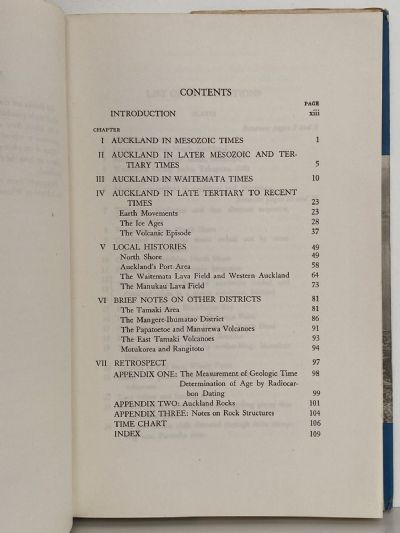 CONTENTS
PAGE
INTRODUCTION xiii
CHAPTER
I AUCKLAND IN MESOZOIC TIMES 1
II AUCKLAND IN LATER MESOZOIC AND TER-
TIARY TIMES 5
III AUCKLAND IN WAITEMATA TIMES 10
IV AUCKLAND IN LATE TERTIARY TO RECENT
TIMES 23
Earth Movements 23
The Ice Ages 28
The Volcanic Episode 37
V LOCAL HISTORIES 49
North Shore 49
Auckland's Port Area 58
The Waitemata Lava Field and Western Auckland 64
The Manukau Lava Field 73
VI BRIEF NOTES ON OTHER DISTRICTS 81
The Tamaki Area 81
The Mangere-Ihumatao District 86
The Papatoetoe and Manurewa Volcanoes 91
The East Tamaki Volcanoes 93
Motukorea and Rangitoto 94
VII RETROSPECT 97
APPENDIX ONE: The Measurement of Geologic Time 98
Determination of Age by Radiocar-
bon Dating 99
APPENDIX TWO: Auckland Rocks 101
APPENDIX THREE: Notes on Rock Structures 104
TIME CHART 106
INDEX 109